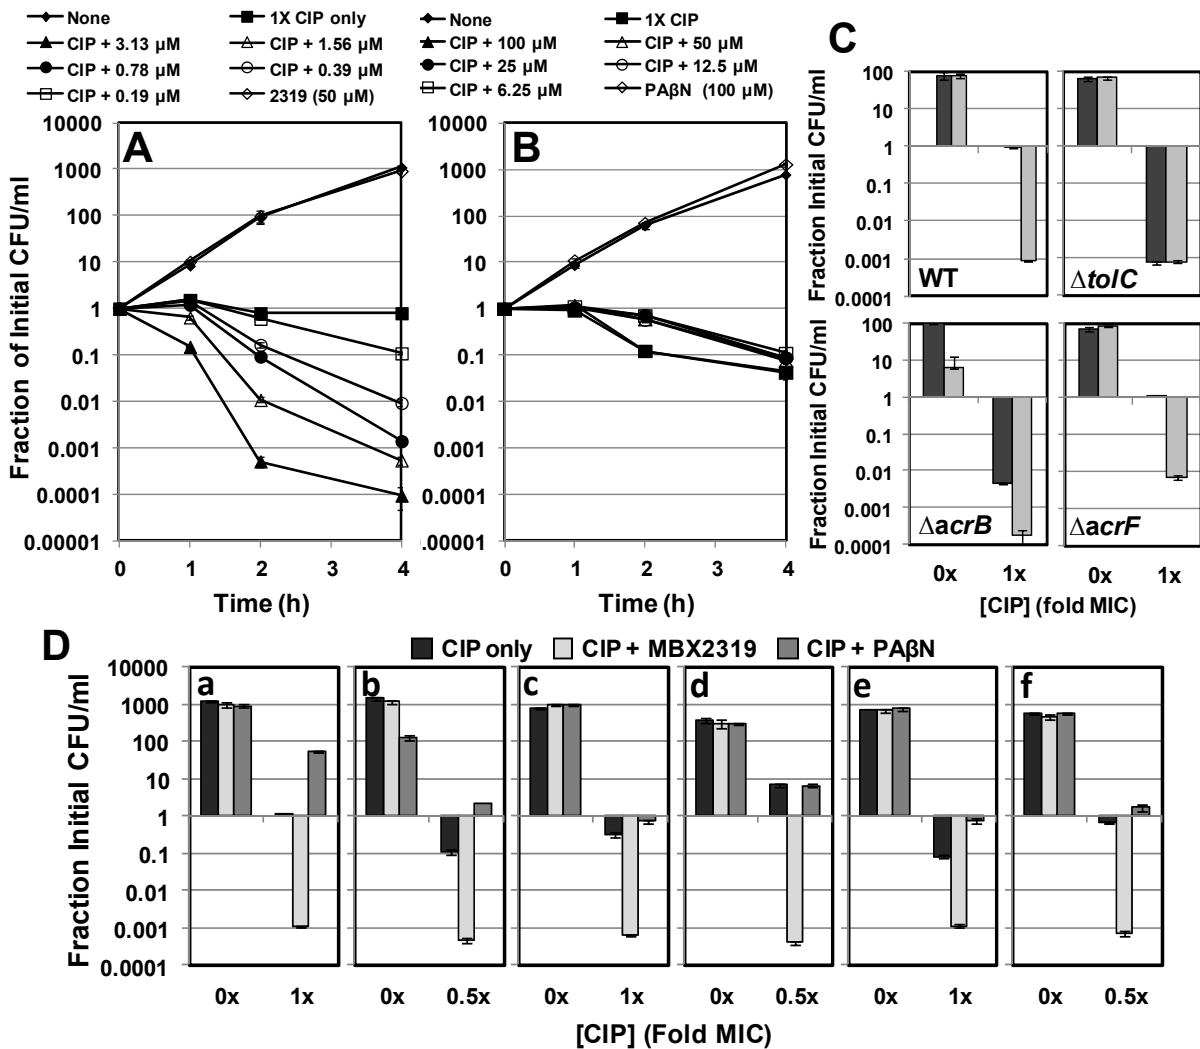 None
1X CIP only
CIP + 3.13 µM
CIP + 1.56 µM
CIP + 0.78 µM
CIP + 0.39 µM
CIP + 0.19 µM
2319 (50 µM)
None
1X CIP
CIP + 100 µM
CIP + 50 µM
CIP + 25 µM
CIP + 12.5 µM
CIP + 6.25 µM
PAβN (100 µM)
A
Fraction of Initial CFU/ml
10000
1000
100
10
1
0.1
0.01
0.001
0.0001
0.00001
0 1 2 3 4
Time (h)
B
10000
1000
100
10
1
0.1
0.01
0.001
0.0001
.00001
0 1 2 3 4
Time (h)
C
Fraction Initial CFU/ml
100
10
1
0.1
0.01
0.001
0.0001
WT
ΔtolC
Fraction Initial CFU/ml
100
10
1
0.1
0.01
0.001
0.0001
ΔacrB
ΔacrF
0x 1x 0x 1x
[CIP] (fold MIC)
D
CIP only CIP + MBX2319 CIP + PAβN
Fraction Initial CFU/ml
10000
1000
100
10
1
0.1
0.01
0.001
0.0001
a b c d e f
0x 1x 0x 0.5x 0x 1x 0x 0.5x 0x 1x 0x 0.5x
[CIP] (Fold MIC)